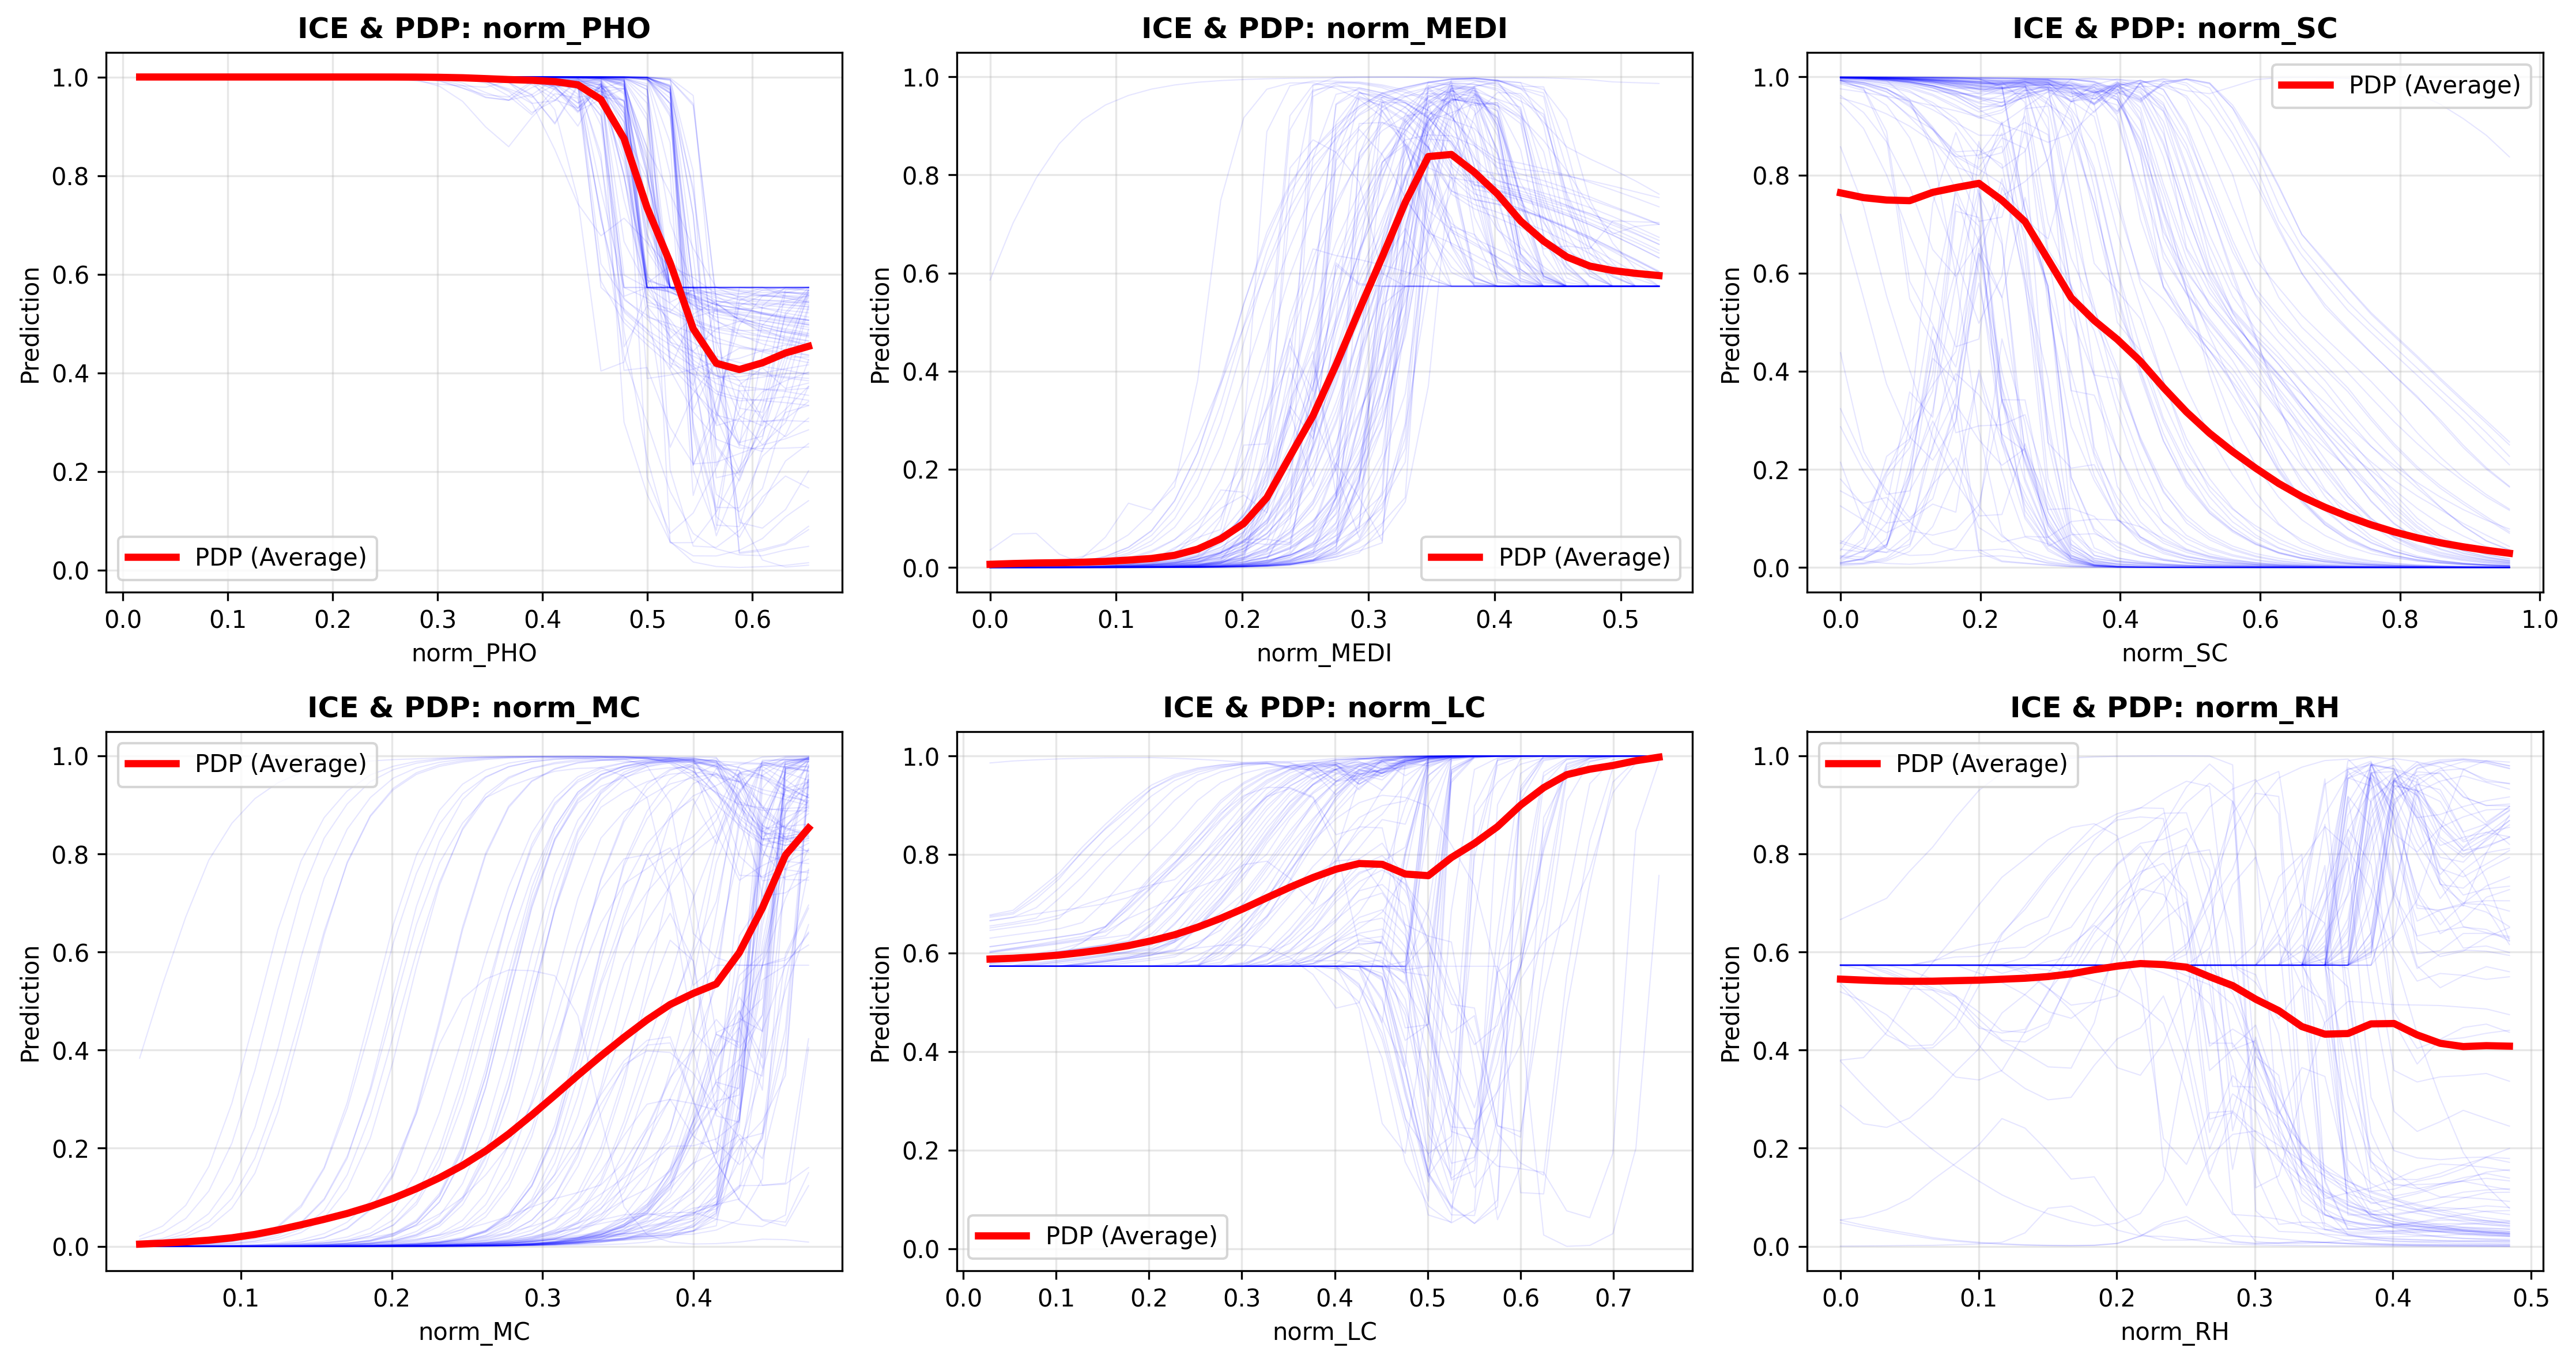 ICE & PDP: norm_PHO
Prediction
1.0
0.8
0.6
0.4
0.2
0.0
PDP (Average)
0.0 0.1 0.2 0.3 0.4 0.5 0.6
norm_PHO
ICE & PDP: norm_MEDI
Prediction
1.0
0.8
0.6
0.4
0.2
0.0
PDP (Average)
0.0 0.1 0.2 0.3 0.4 0.5
norm_MEDI
ICE & PDP: norm_SC
Prediction
1.0
0.8
0.6
0.4
0.2
0.0
PDP (Average)
0.0 0.2 0.4 0.6 0.8 1.0
norm_SC
ICE & PDP: norm_MC
Prediction
1.0
0.8
0.6
0.4
0.2
0.0
PDP (Average)
0.1 0.2 0.3 0.4
norm_MC
ICE & PDP: norm_LC
Prediction
1.0
0.8
0.6
0.4
0.2
0.0
PDP (Average)
0.0 0.1 0.2 0.3 0.4 0.5 0.6 0.7
norm_LC
ICE & PDP: norm_RH
Prediction
1.0
0.8
0.6
0.4
0.2
0.0
PDP (Average)
0.0 0.1 0.2 0.3 0.4 0.5
norm_RH